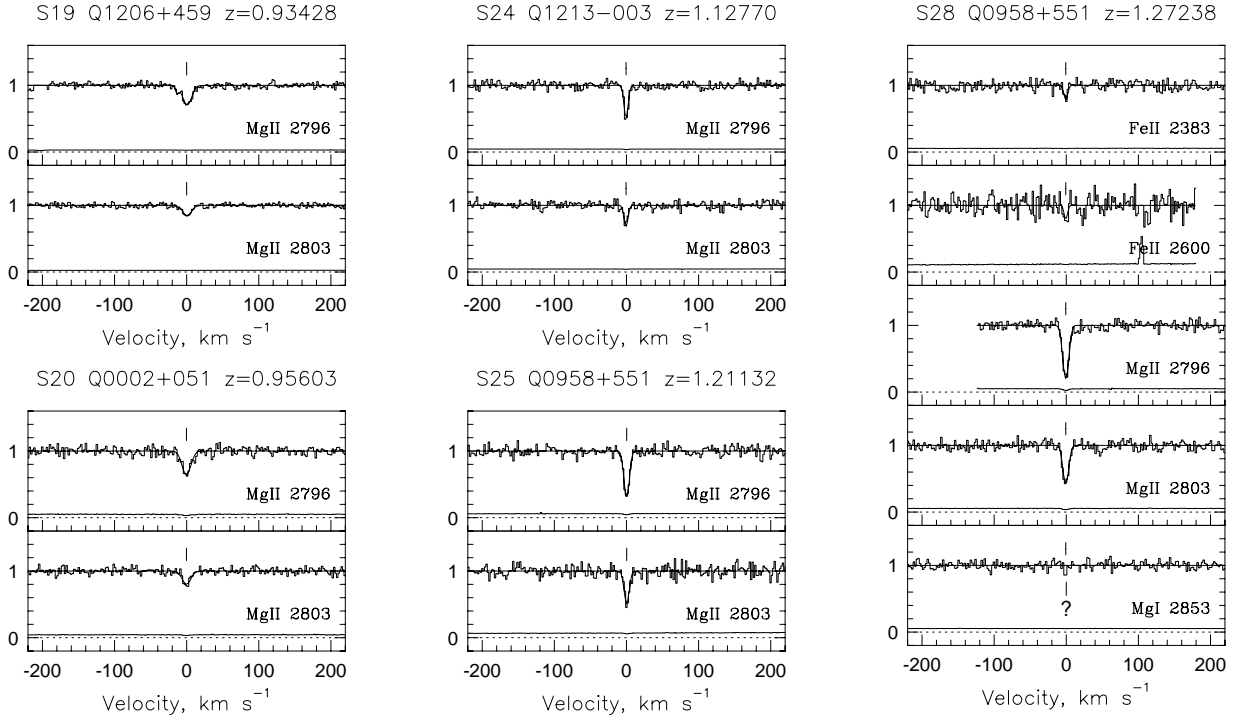 S19 Q1206+459 z=0.93428
1
MgII 2796
0
1
MgII 2803
0
-200 -100 0 100 200
Velocity, km s⁻¹
S20 Q0002+051 z=0.95603
1
MgII 2796
0
1
MgII 2803
0
-200 -100 0 100 200
Velocity, km s⁻¹
S24 Q1213−003 z=1.12770
1
MgII 2796
0
1
MgII 2803
0
-200 -100 0 100 200
Velocity, km s⁻¹
S25 Q0958+551 z=1.21132
1
MgII 2796
0
1
MgII 2803
0
-200 -100 0 100 200
Velocity, km s⁻¹
S28 Q0958+551 z=1.27238
1
FeII 2383
0
1
FeII 2600
0
1
MgII 2796
0
1
MgII 2803
0
1
? MgI 2853
0
-200 -100 0 100 200
Velocity, km s⁻¹